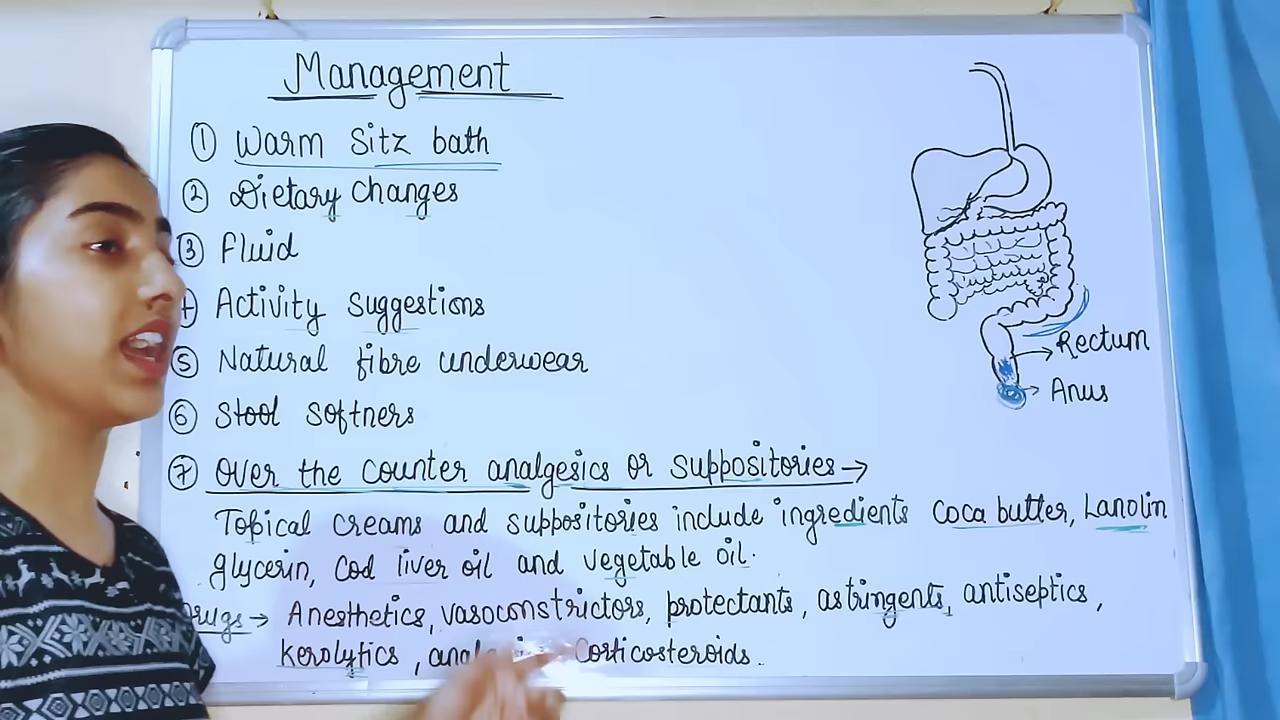 Management
① Warm Sitz bath
② Dietary Changes
③ Fluid
Activity Suggestions
⑤ Natural fibre underwear
⑥ Stool Softners
⑦ Over the Counter analgesics or Suppositories →
Topical creams and suppositories include ingredients Coca butter, Lanolin
glycerin, Cod liver oil and vegetable oil.
Drugs → Anesthetics, vasoconstrictors, protectants, astringents, antiseptics,
Kerolytics, Corticosteroids.
Rectum
Anus